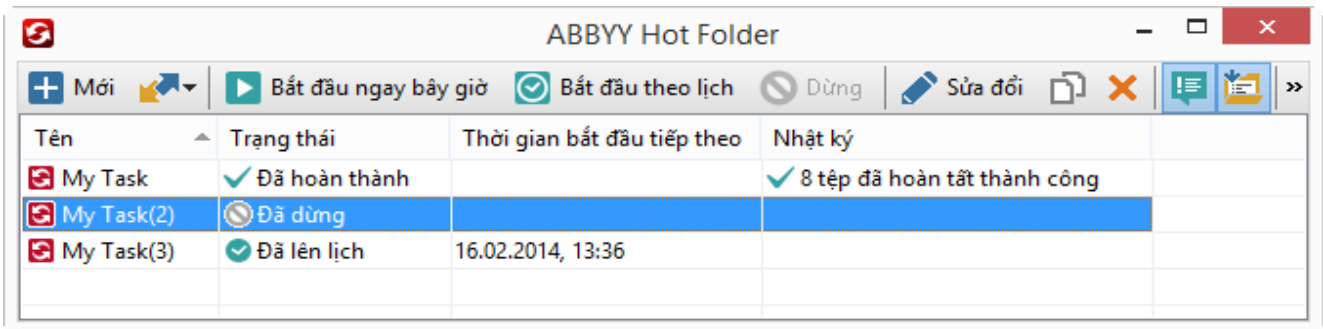 ABBYY Hot Folder
Mới Bắt đầu ngay bây giờ Bắt đầu theo lịch Dừng Sửa đổi
Tên Trạng thái Thời gian bắt đầu tiếp theo Nhật ký
My Task Đã hoàn thành 8 tệp đã hoàn tất thành công
My Task(2) Đã dừng
My Task(3) Đã lên lịch 16.02.2014, 13:36